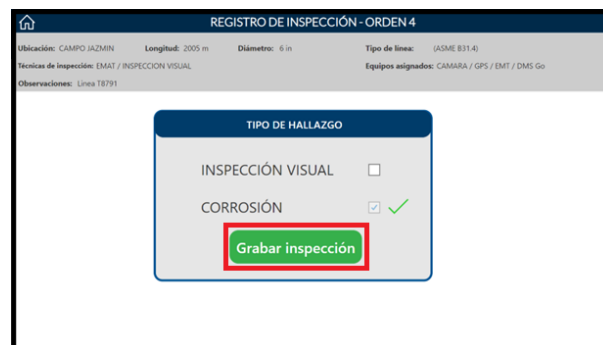 REGISTRO DE INSPECCIÓN - ORDEN 4
Ubicación: CAMPO JAZMIN Longitud: 2005 m Diámetro: 6 in Tipo de línea: (ASME B31.4)
Técnicas de inspección: EMAT / INSPECCION VISUAL Equipos asignados: CAMARA / GPS / EMT / DMS Go
Observaciones: Linea T8791
TIPO DE HALLAZGO
INSPECCIÓN VISUAL
CORROSIÓN
Grabar inspección